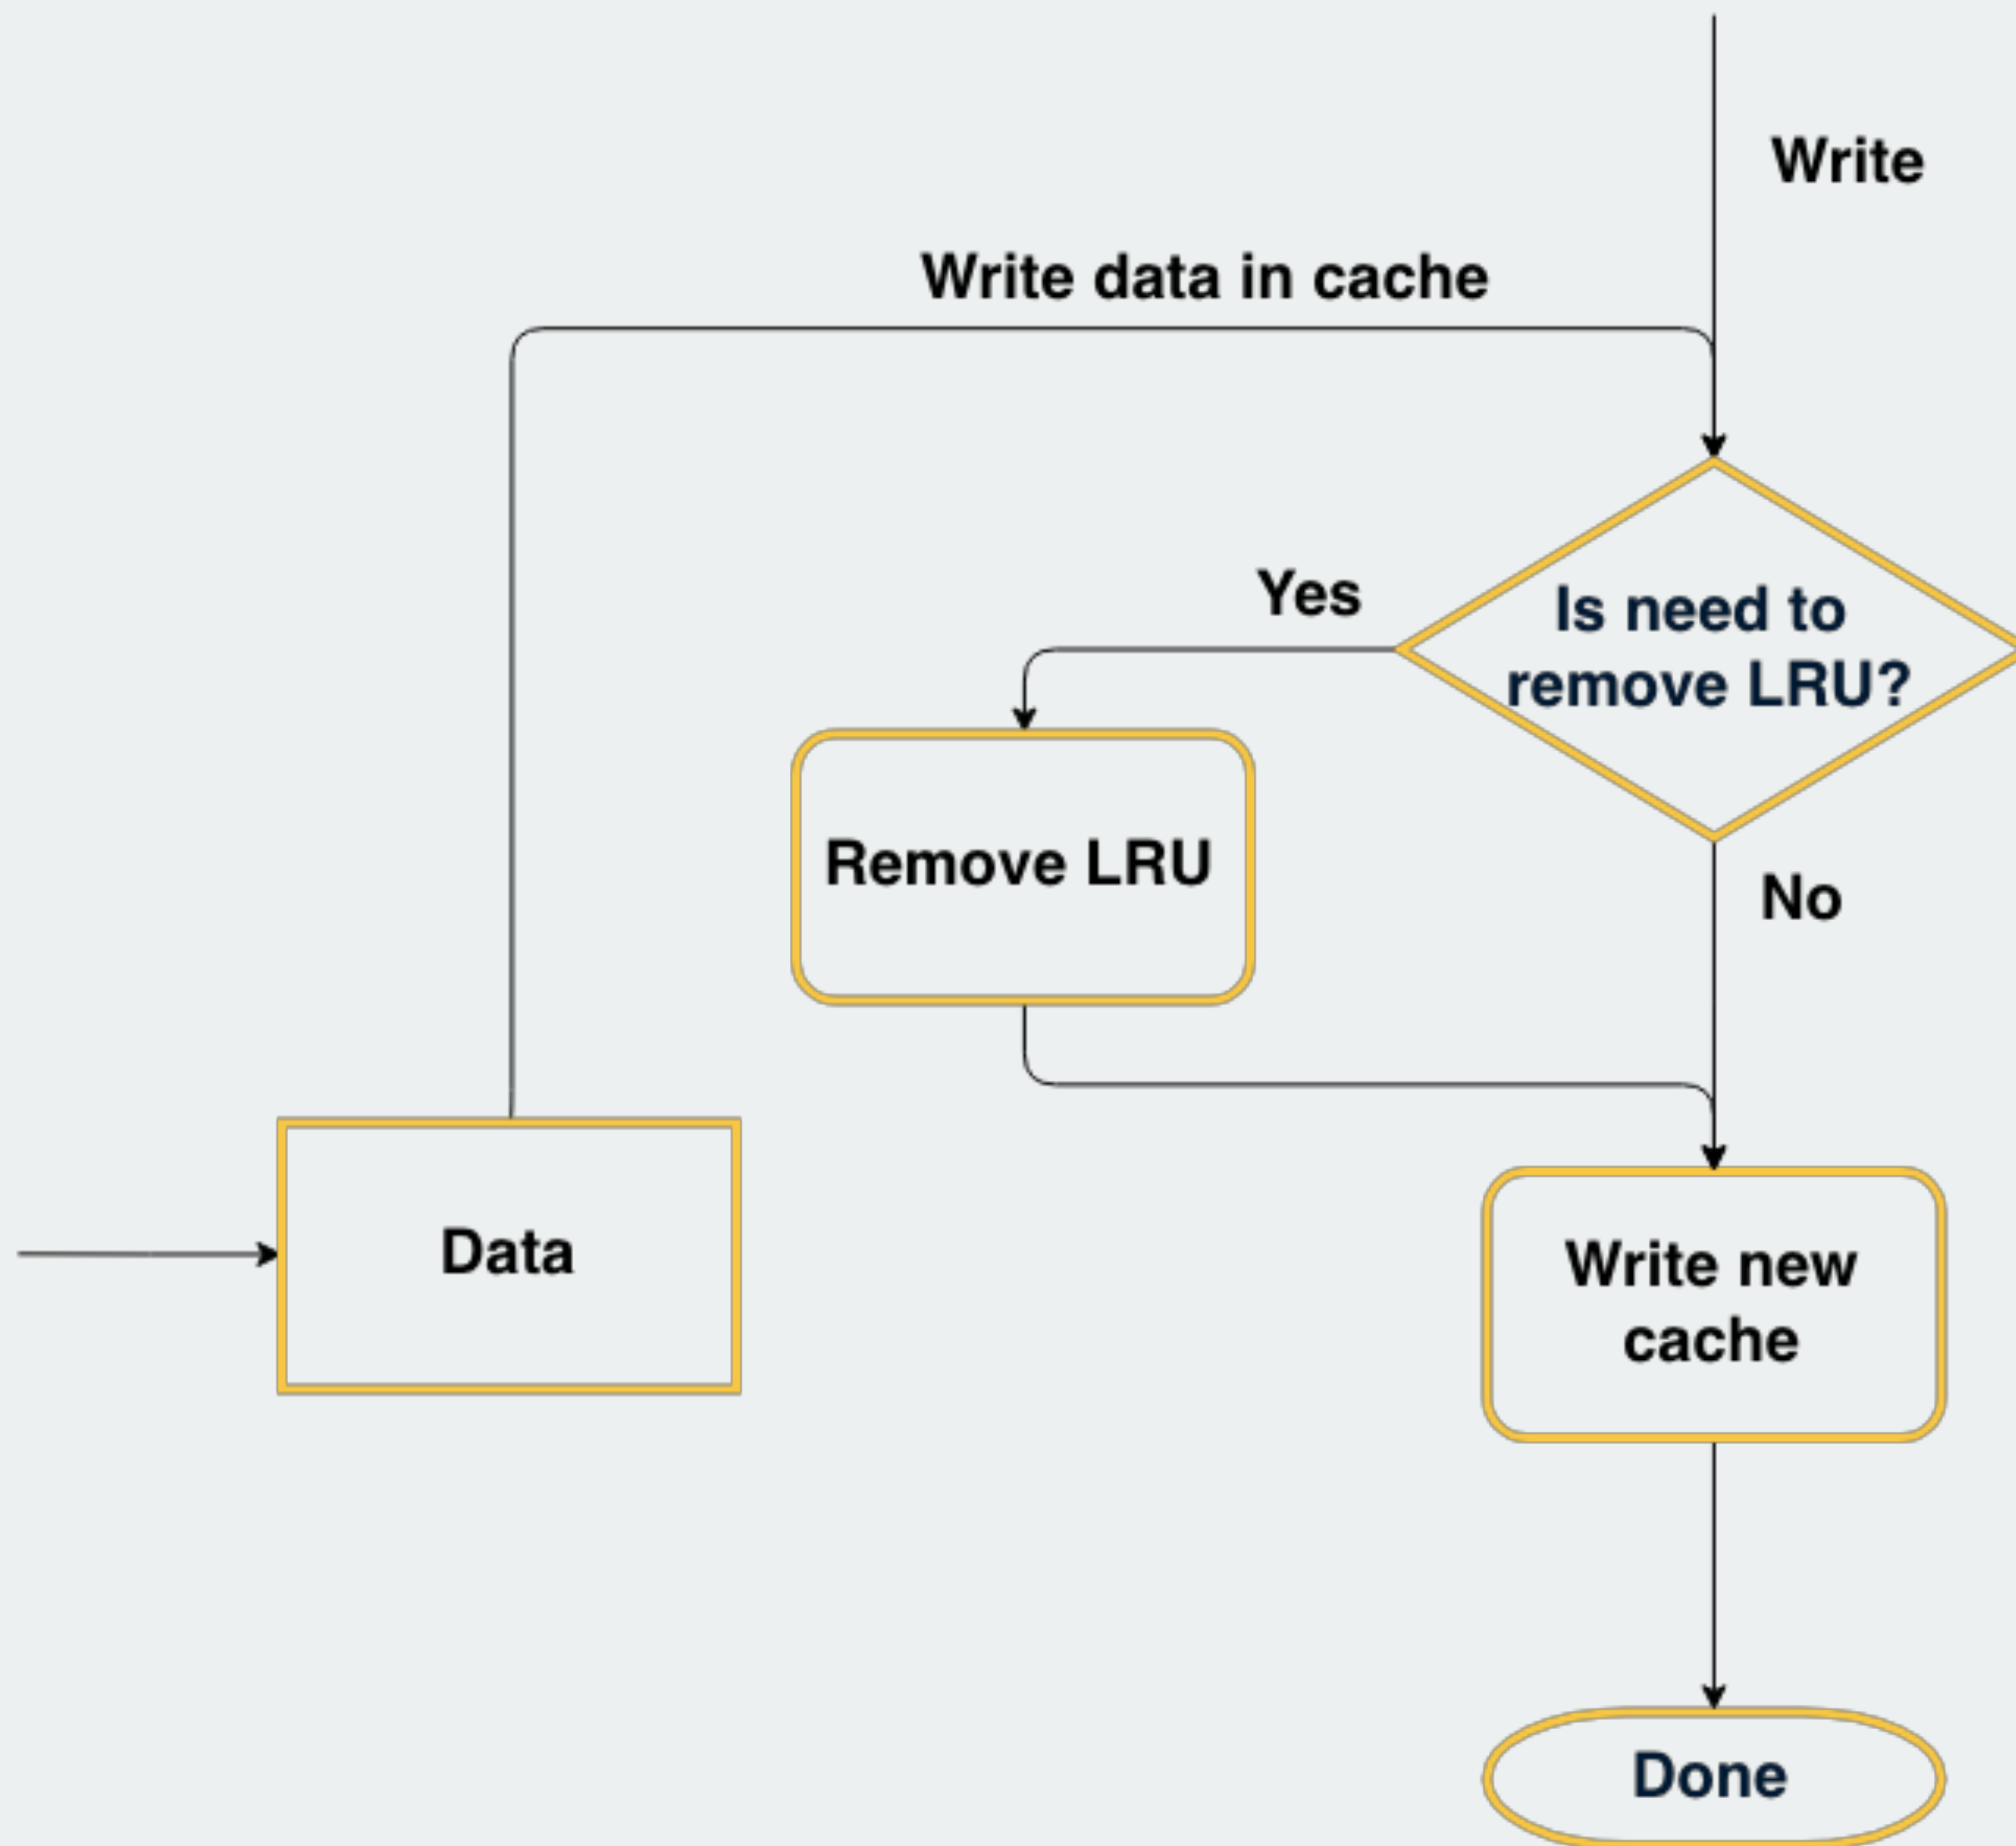 Write
Write data in cache
Yes
Is need to
remove LRU?
Remove LRU
No
Data
Write new
cache
Done